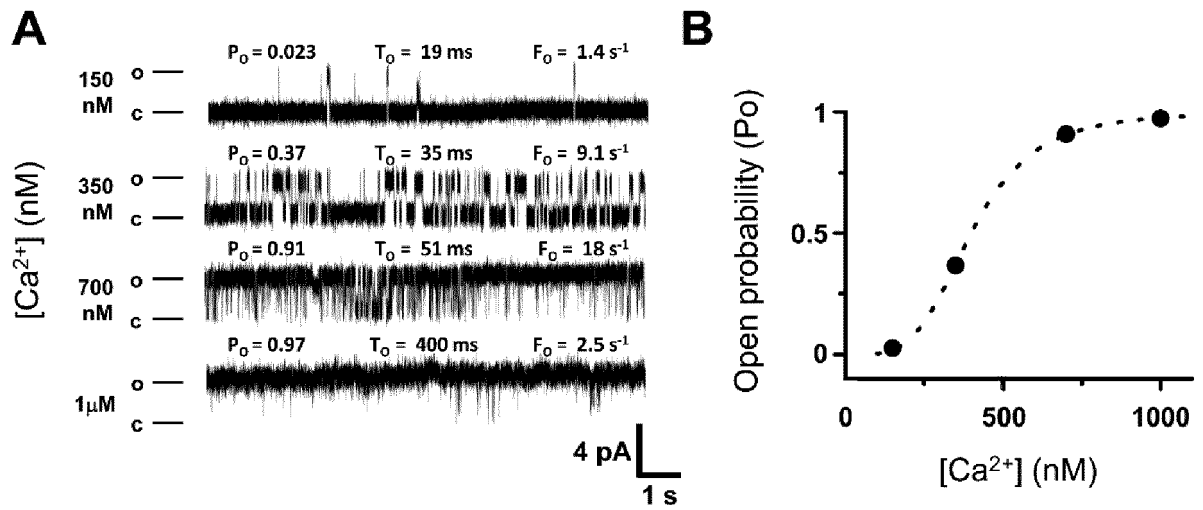 A
B
[Ca²⁺] (nM)
150 nM
o
c
Pₒ = 0.023 Tₒ = 19 ms Fₒ = 1.4 s⁻¹
350 nM
o
c
Pₒ = 0.37 Tₒ = 35 ms Fₒ = 9.1 s⁻¹
700 nM
o
c
Pₒ = 0.91 Tₒ = 51 ms Fₒ = 18 s⁻¹
1μM
o
c
Pₒ = 0.97 Tₒ = 400 ms Fₒ = 2.5 s⁻¹
4 pA
1 s
Open probability (Po)
1
0.5
0
0 500 1000
[Ca²⁺] (nM)